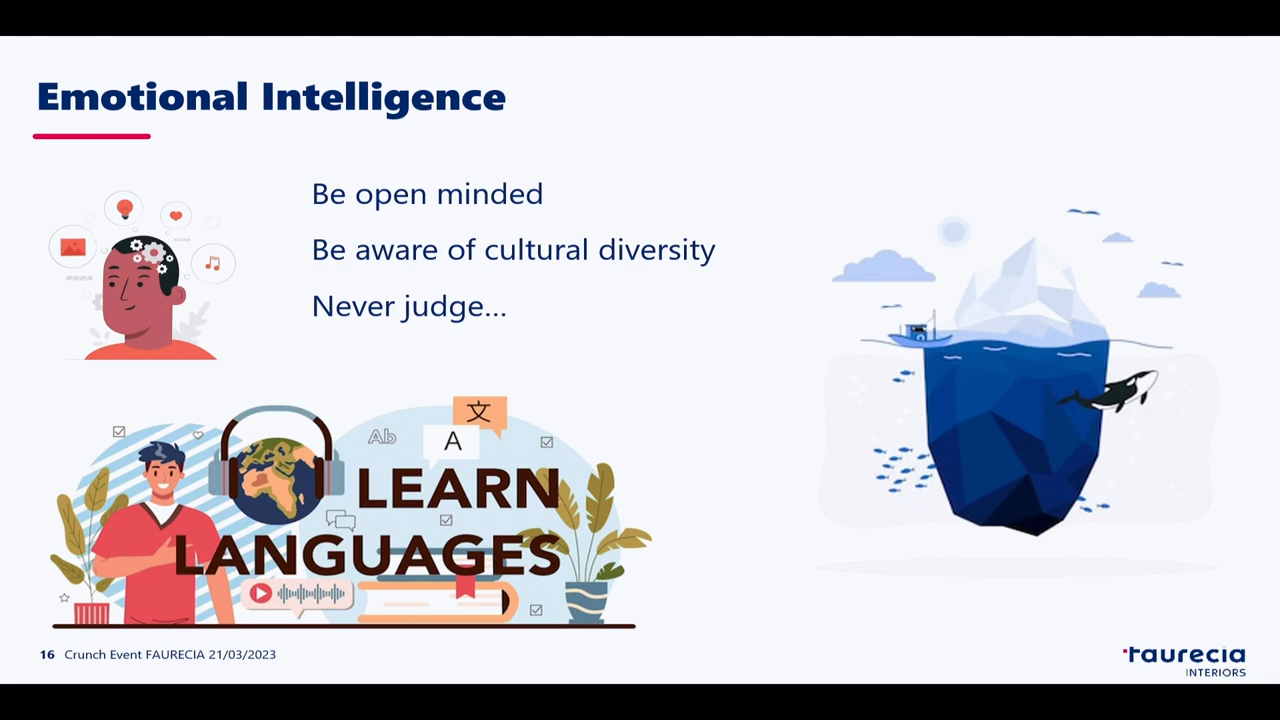 Emotional Intelligence
Be open minded
Be aware of cultural diversity
Never judge...
文
A
Ab
LEARN
LANGUAGES
16 Crunch Event FAURECIA 21/03/2023
faurecia
INTERIORS